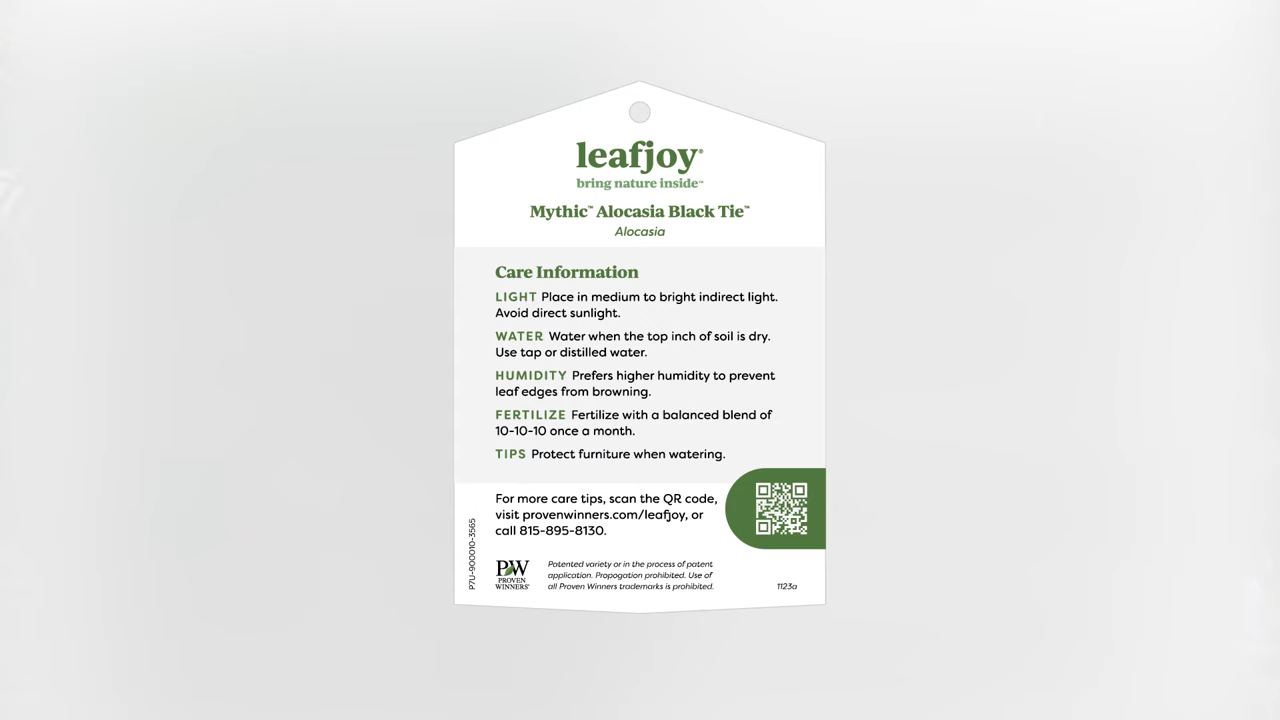 leafjoy®
bring nature inside™
Mythic™ Alocasia Black Tie™
Alocasia
Care Information
LIGHT Place in medium to bright indirect light.
Avoid direct sunlight.
WATER Water when the top inch of soil is dry.
Use tap or distilled water.
HUMIDITY Prefers higher humidity to prevent
leaf edges from browning.
FERTILIZE Fertilize with a balanced blend of
10-10-10 once a month.
TIPS Protect furniture when watering.
For more care tips, scan the QR code,
visit provenwinners.com/leafjoy, or
call 815-895-8130.
P7U-900010-3565
PW
PROVEN
WINNERS®
Patented variety or in the process of patent
application. Propogation prohibited. Use of
all Proven Winners trademarks is prohibited.
1123a